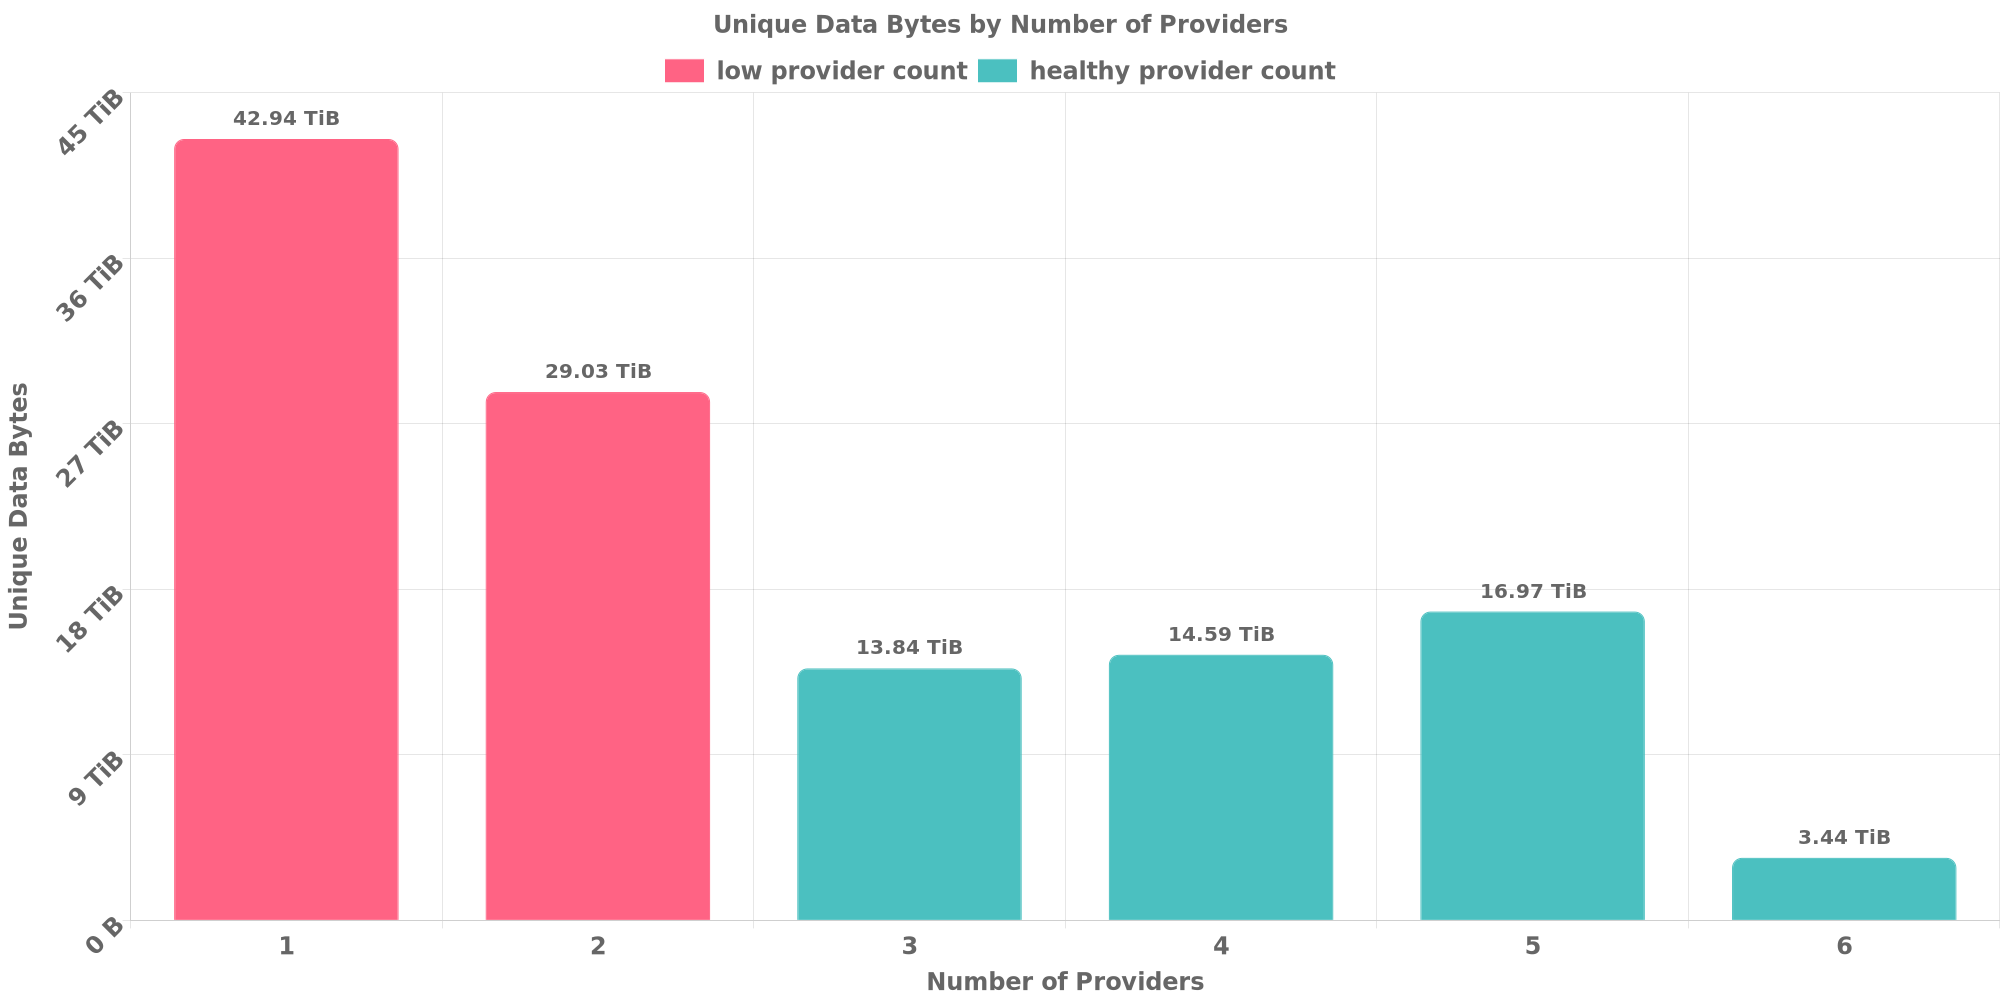 Unique Data Bytes by Number of Providers
low provider count healthy provider count
45 TiB
36 TiB
27 TiB
18 TiB
9 TiB
0 B
Unique Data Bytes
42.94 TiB
29.03 TiB
13.84 TiB
14.59 TiB
16.97 TiB
3.44 TiB
1 2 3 4 5 6
Number of Providers